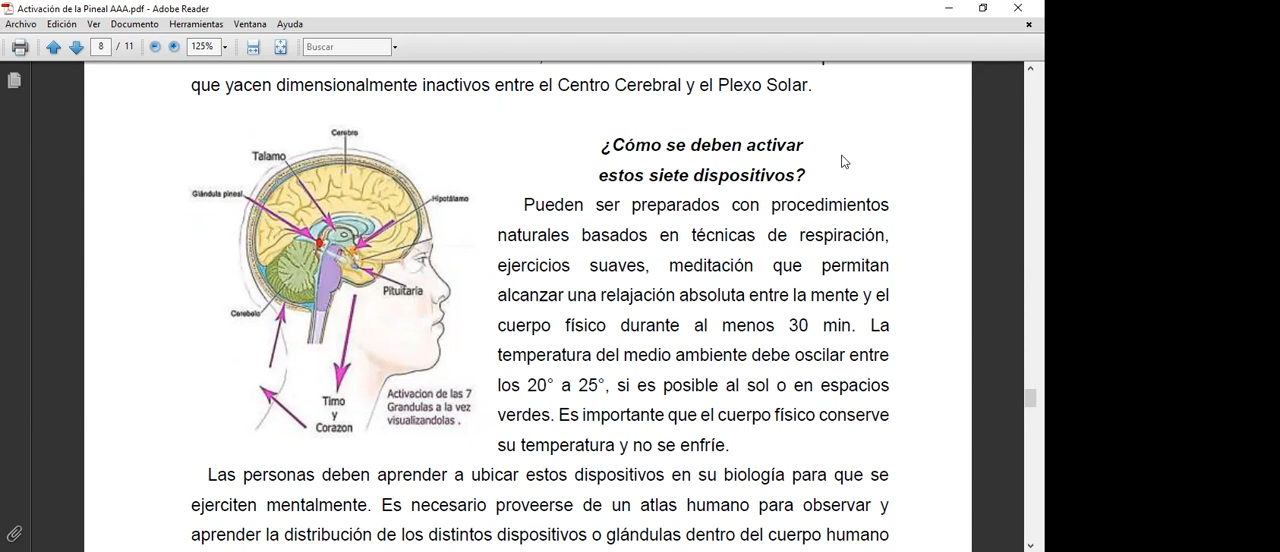 Activación de la Pineal AAA.pdf - Adobe Reader
Archivo Edición Ver Documento Herramientas Ventana Ayuda
8 / 11 125% Buscar
que yacen dimensionalmente inactivos entre el Centro Cerebral y el Plexo Solar.
Cerebro
Talamo
Glándula pineal
Hipotálamo
Pituitaria
Cerebelo
Timo
y
Corazon
Activacion de las 7
Grandulas a la vez
visualizandolas .
¿Cómo se deben activar
estos siete dispositivos?
Pueden ser preparados con procedimientos
naturales basados en técnicas de respiración,
ejercicios suaves, meditación que permitan
alcanzar una relajación absoluta entre la mente y el
cuerpo físico durante al menos 30 min. La
temperatura del medio ambiente debe oscilar entre
los 20° a 25°, si es posible al sol o en espacios
verdes. Es importante que el cuerpo físico conserve
su temperatura y no se enfríe.
Las personas deben aprender a ubicar estos dispositivos en su biología para que se
ejerciten mentalmente. Es necesario proveerse de un atlas humano para observar y
aprender la distribución de los distintos dispositivos o glándulas dentro del cuerpo humano